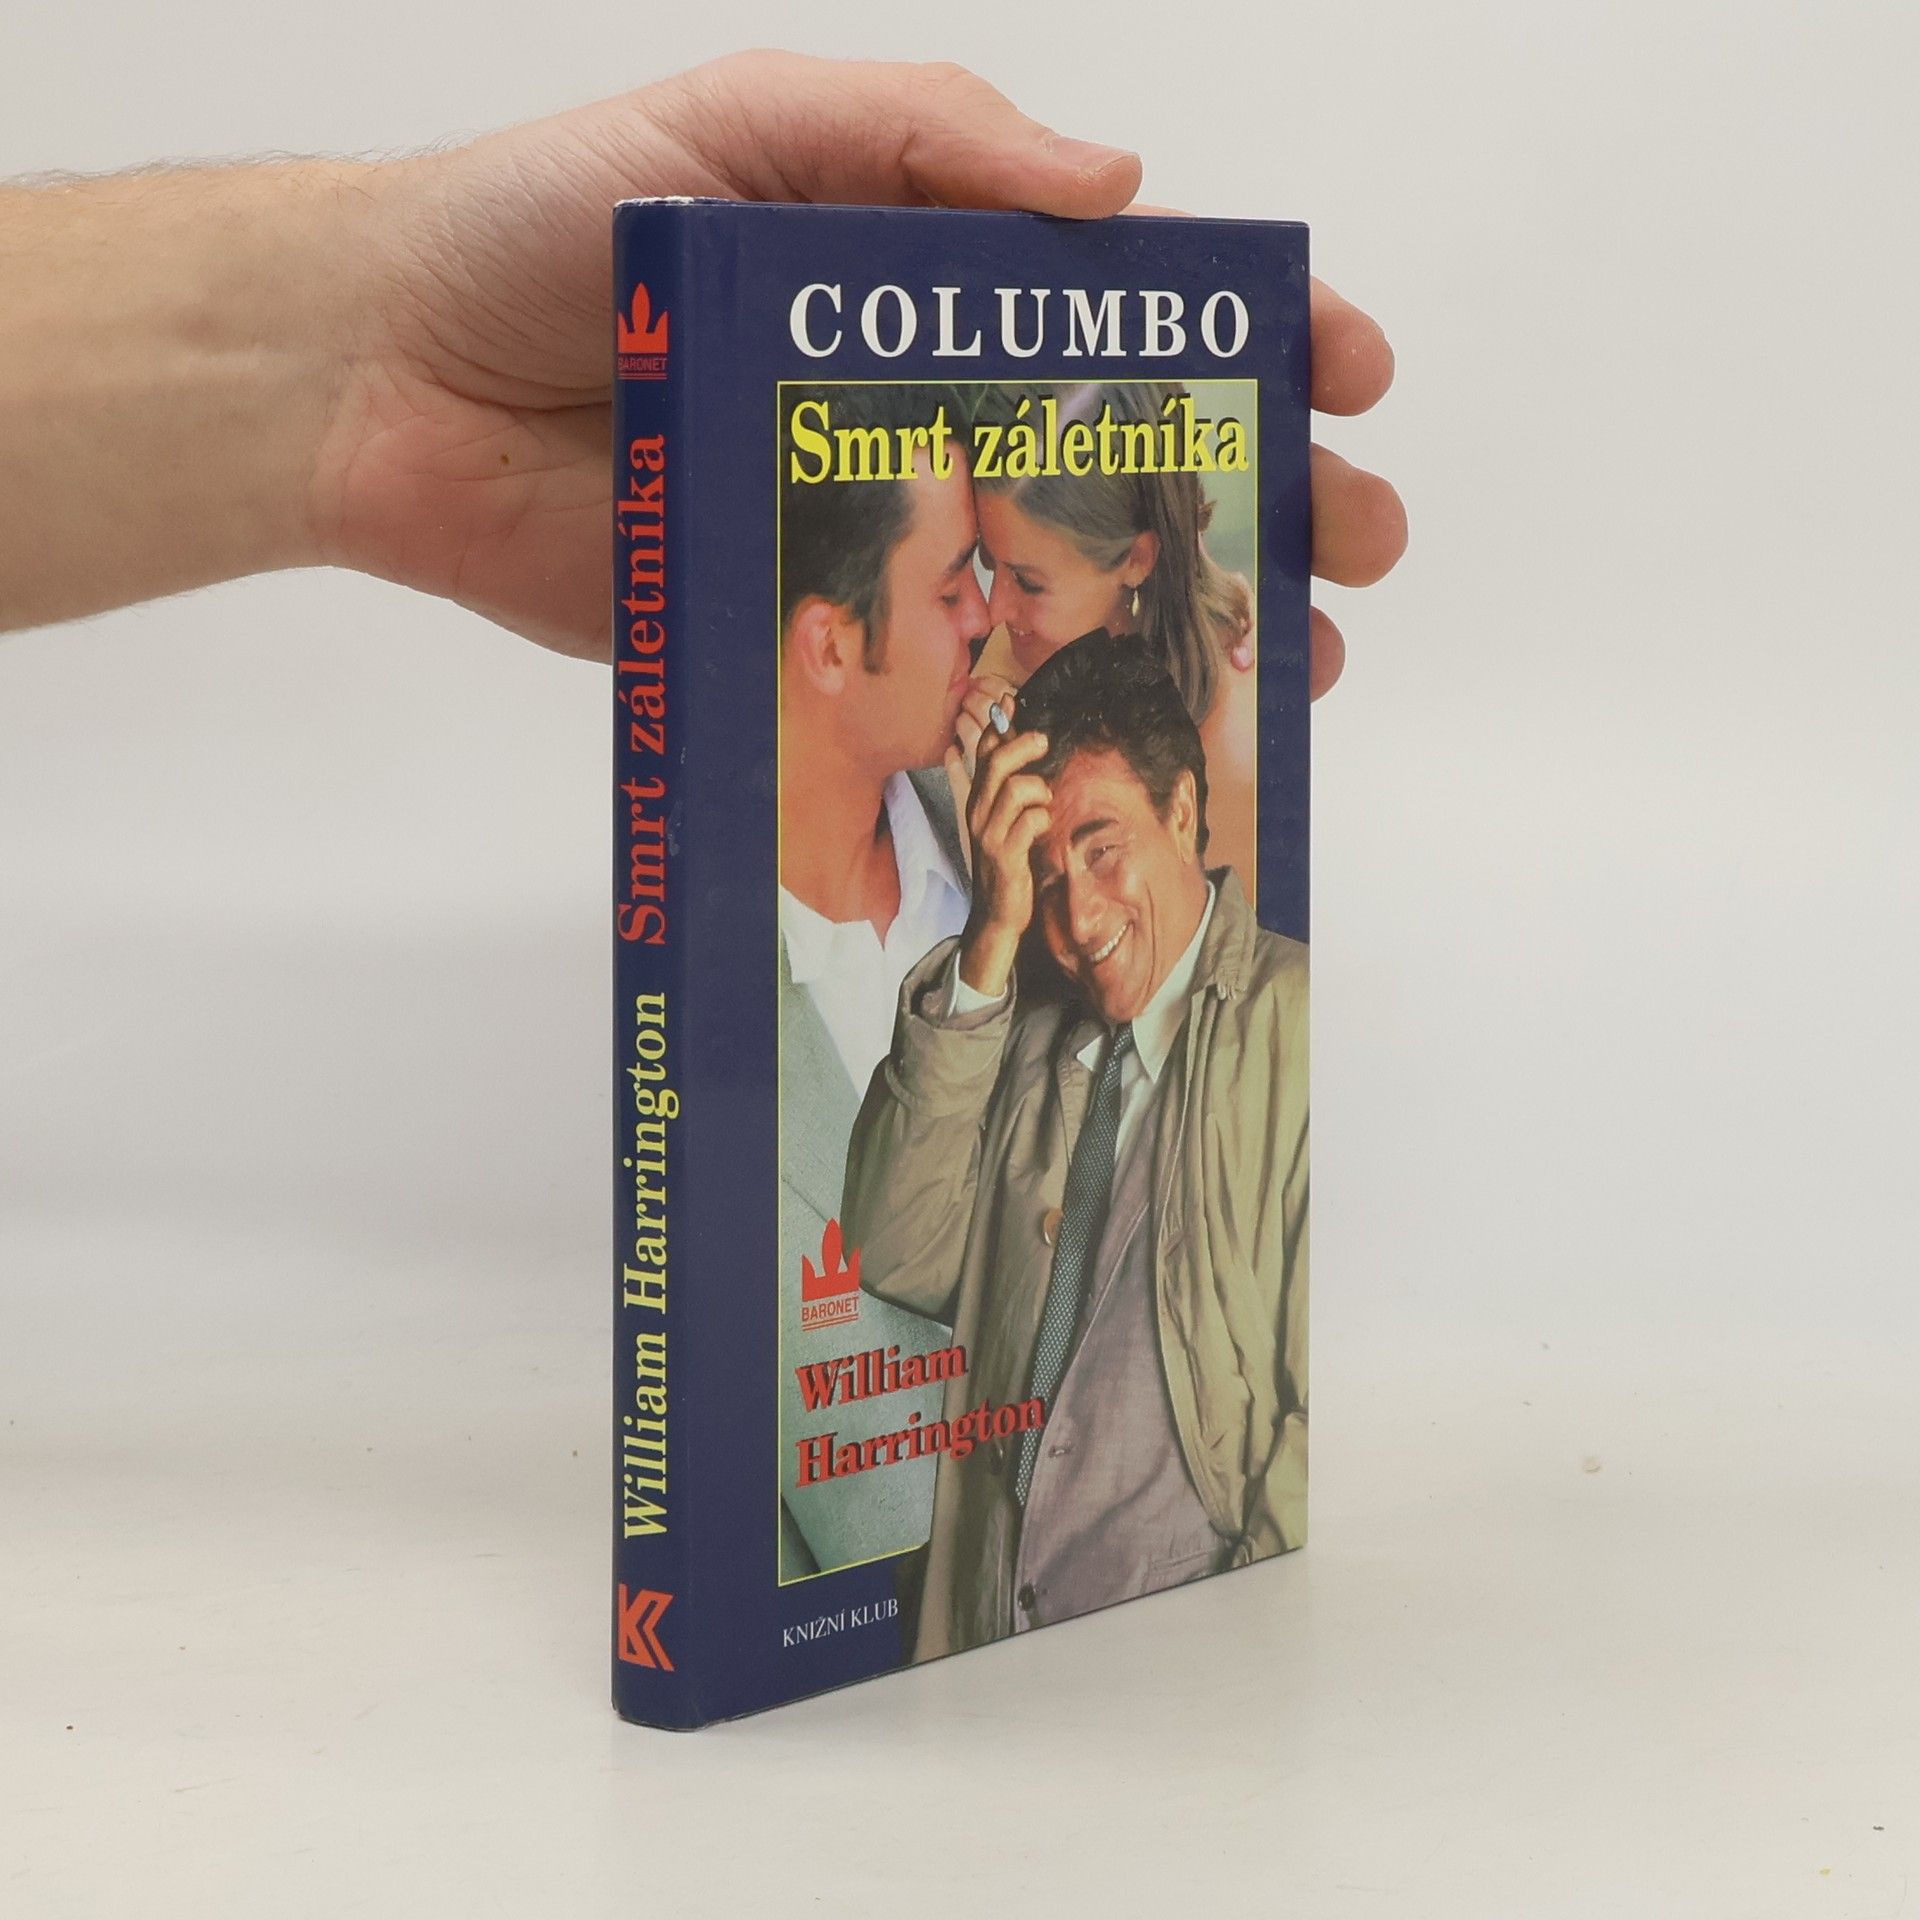 COLUMBO
Smrt záletníka
BARONET
William
Harrington
KNIŽNÍ KLUB
BARONET
Smrt záletníka
William Harrington